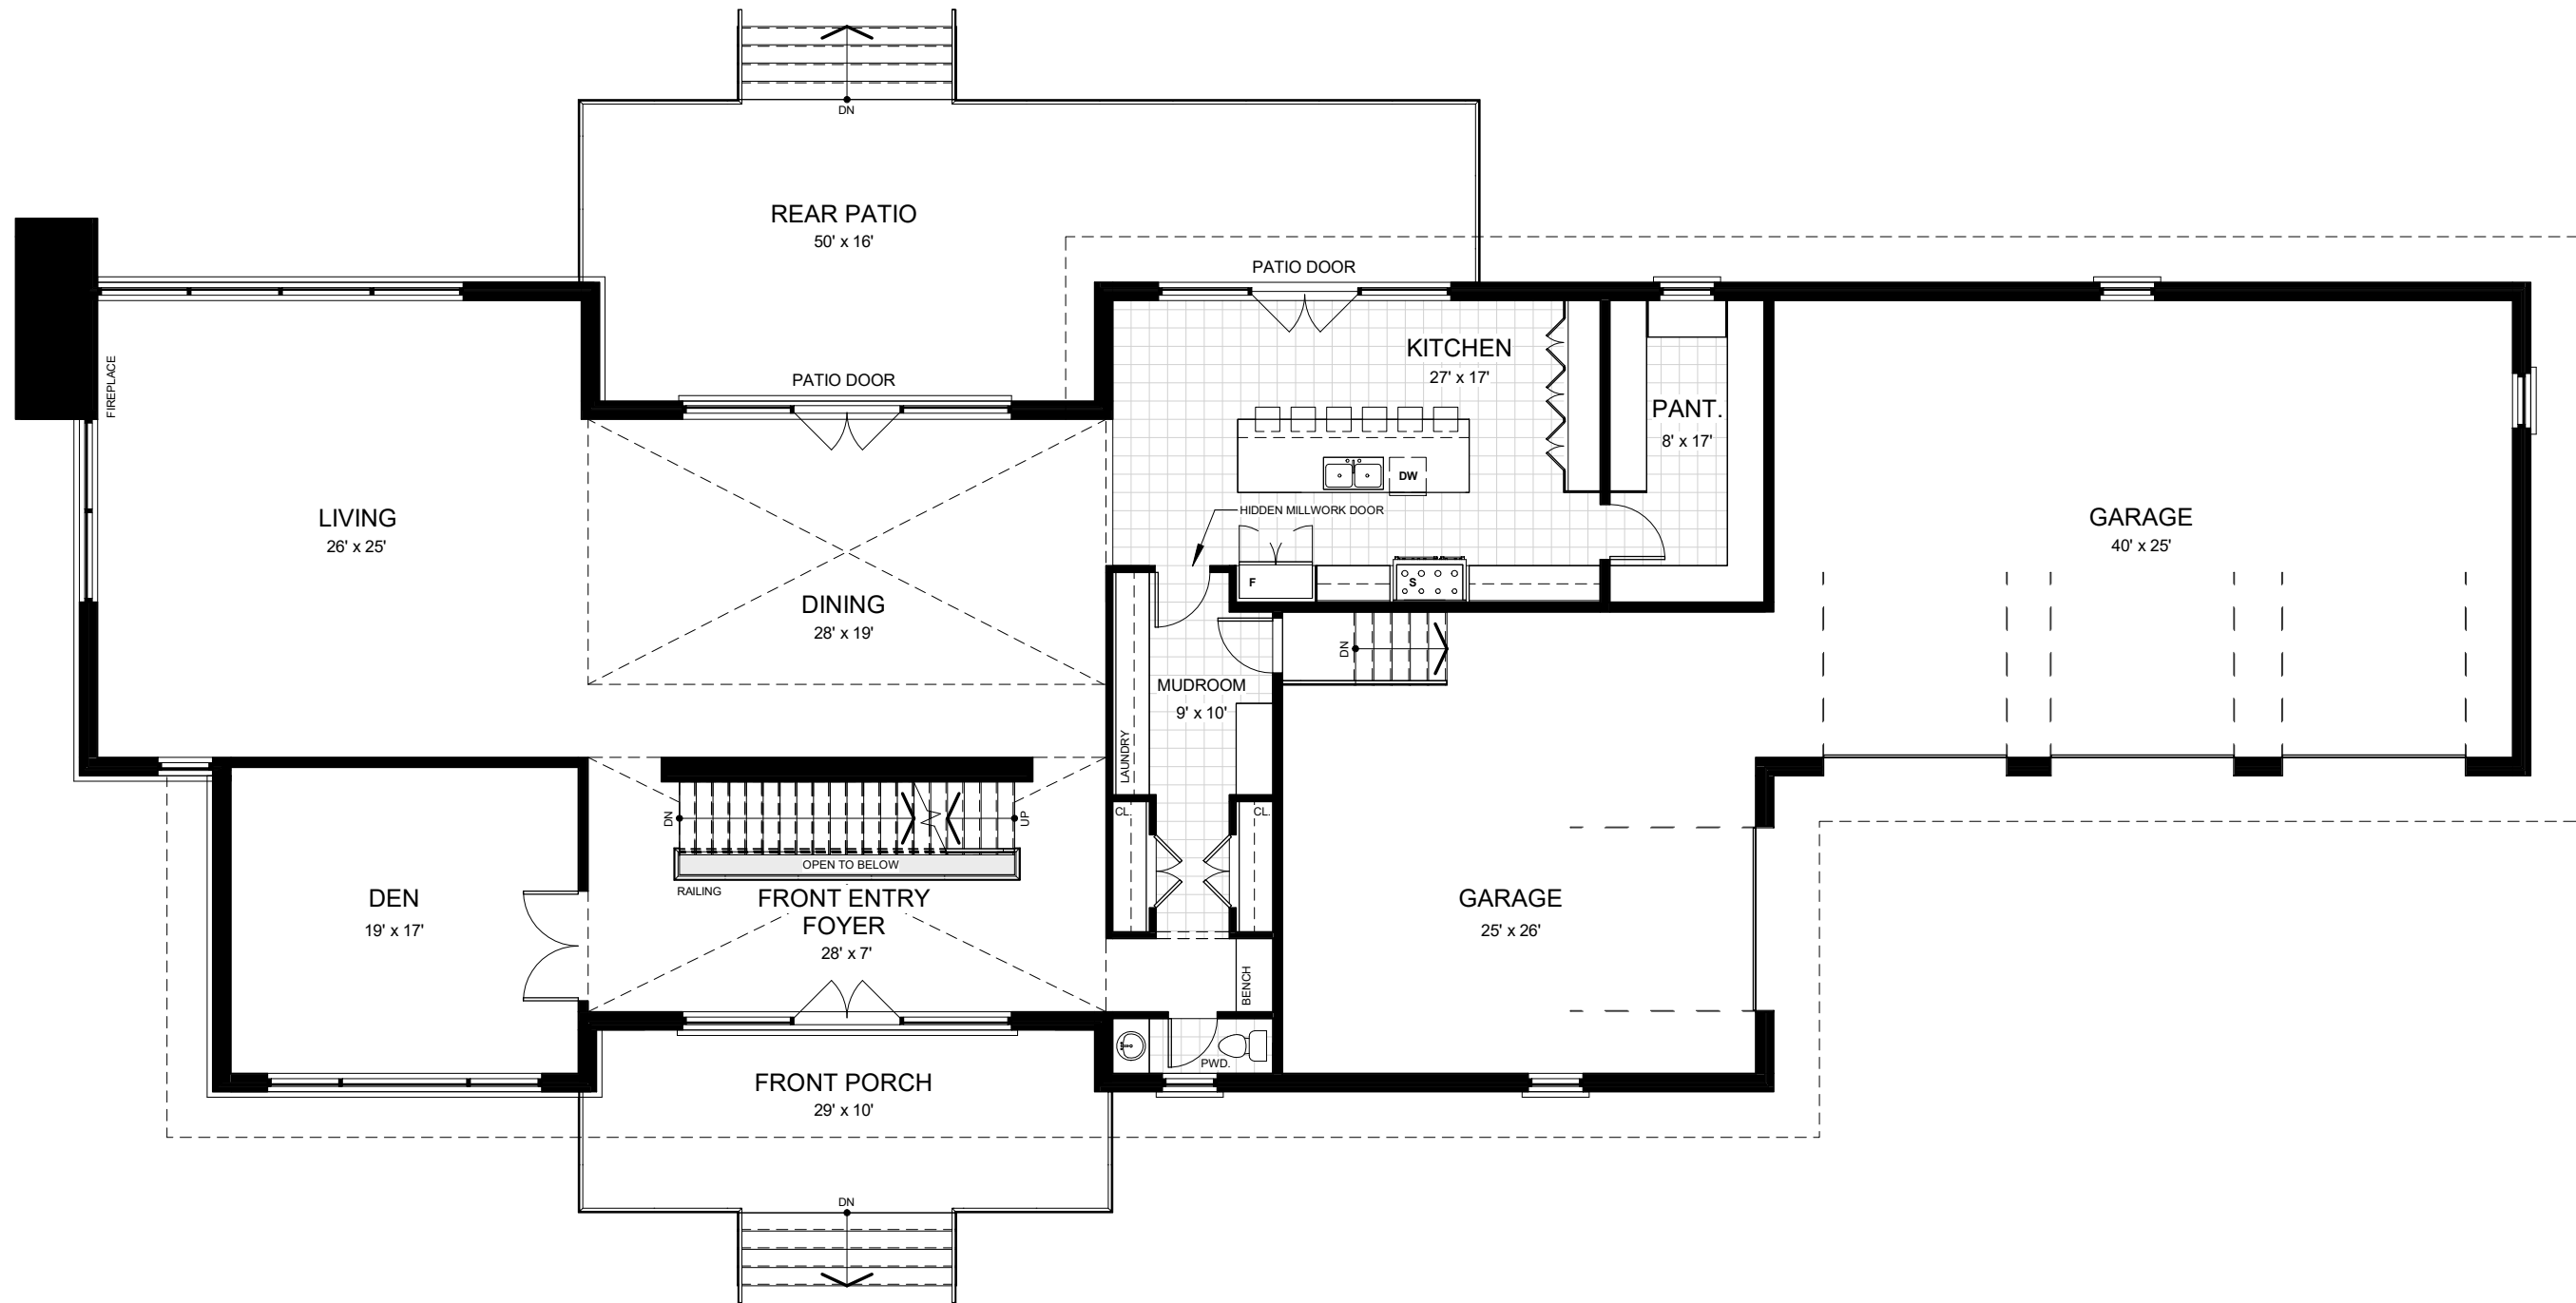 DN
REAR PATIO
50' x 16'
PATIO DOOR
PATIO DOOR
FIREPLACE
KITCHEN
27' x 17'
PANT.
8' x 17'
DW
HIDDEN MILLWORK DOOR
LIVING
26' x 25'
GARAGE
40' x 25'
F
S
DINING
28' x 19'
DN
MUDROOM
9' x 10'
LAUNDRY
CL.
CL.
DN
UP
OPEN TO BELOW
RAILING
FRONT ENTRY
FOYER
28' x 7'
DEN
19' x 17'
GARAGE
25' x 26'
BENCH
PWD.
FRONT PORCH
29' x 10'
DN